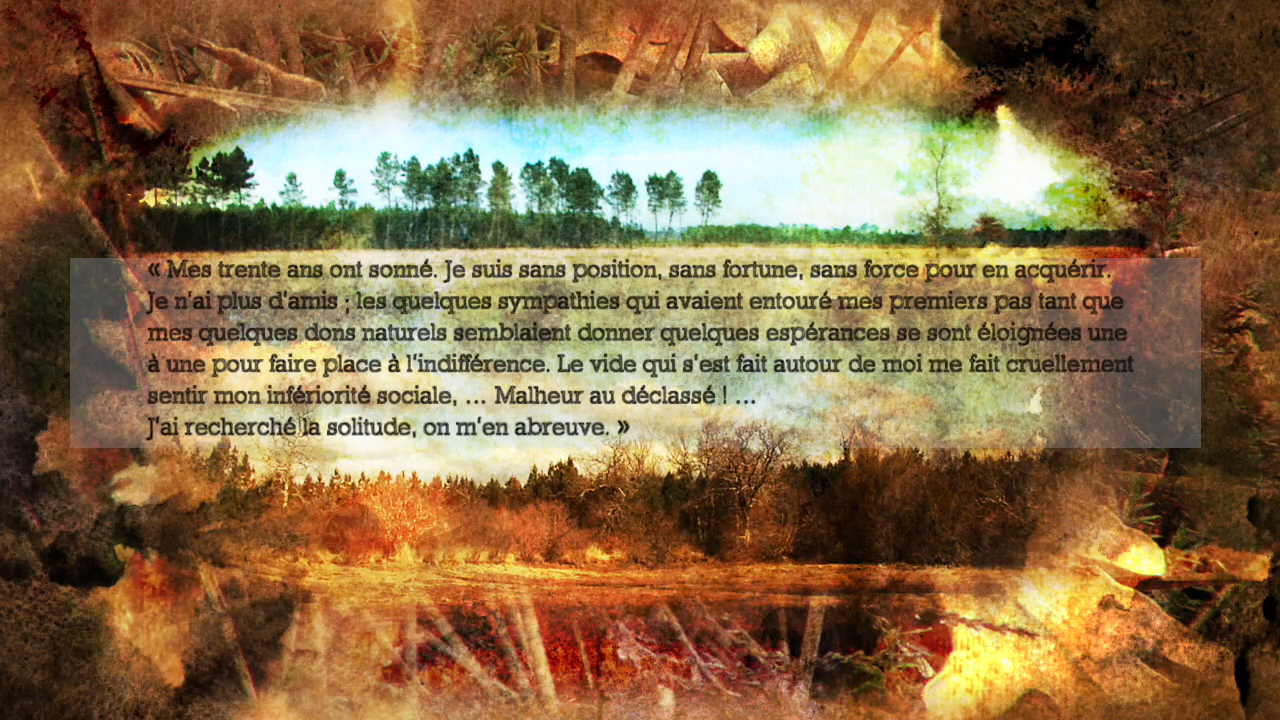 « Mes trente ans ont sonné. Je suis sans position, sans fortune, sans force pour en acquérir.
Je n'ai plus d'amis ; les quelques sympathies qui avaient entouré mes premiers pas tant que
mes quelques dons naturels semblaient donner quelques espérances se sont éloignées une
à une pour faire place à l'indifférence. Le vide qui s'est fait autour de moi me fait cruellement
sentir mon infériorité sociale, ... Malheur au déclassé ! ...
J'ai recherché la solitude, on m'en abreuve. »